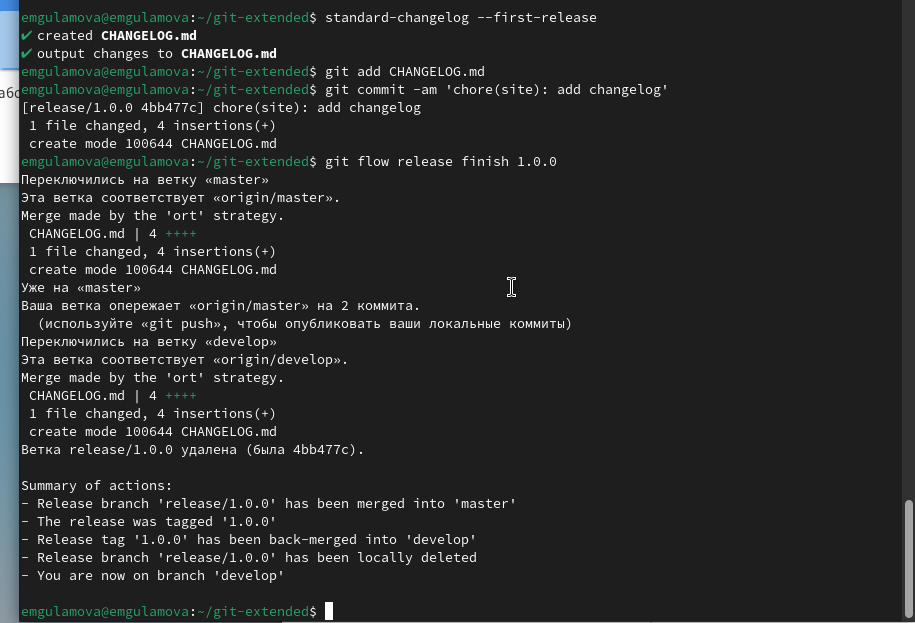 emgulamova@emgulamova:~/git-extended$ standard-changelog --first-release
✔ created CHANGELOG.md
✔ output changes to CHANGELOG.md
emgulamova@emgulamova:~/git-extended$ git add CHANGELOG.md
emgulamova@emgulamova:~/git-extended$ git commit -am 'chore(site): add changelog'
[release/1.0.0 4bb477c] chore(site): add changelog
 1 file changed, 4 insertions(+)
 create mode 100644 CHANGELOG.md
emgulamova@emgulamova:~/git-extended$ git flow release finish 1.0.0
Переключились на ветку «master»
Эта ветка соответствует «origin/master».
Merge made by the 'ort' strategy.
 CHANGELOG.md | 4 ++++
 1 file changed, 4 insertions(+)
 create mode 100644 CHANGELOG.md
Уже на «master»
Ваша ветка опережает «origin/master» на 2 коммита.
  (используйте «git push», чтобы опубликовать ваши локальные коммиты)
Переключились на ветку «develop»
Эта ветка соответствует «origin/develop».
Merge made by the 'ort' strategy.
 CHANGELOG.md | 4 ++++
 1 file changed, 4 insertions(+)
 create mode 100644 CHANGELOG.md
Ветка release/1.0.0 удалена (была 4bb477c).

Summary of actions:
- Release branch 'release/1.0.0' has been merged into 'master'
- The release was tagged '1.0.0'
- Release tag '1.0.0' has been back-merged into 'develop'
- Release branch 'release/1.0.0' has been locally deleted
- You are now on branch 'develop'

emgulamova@emgulamova:~/git-extended$